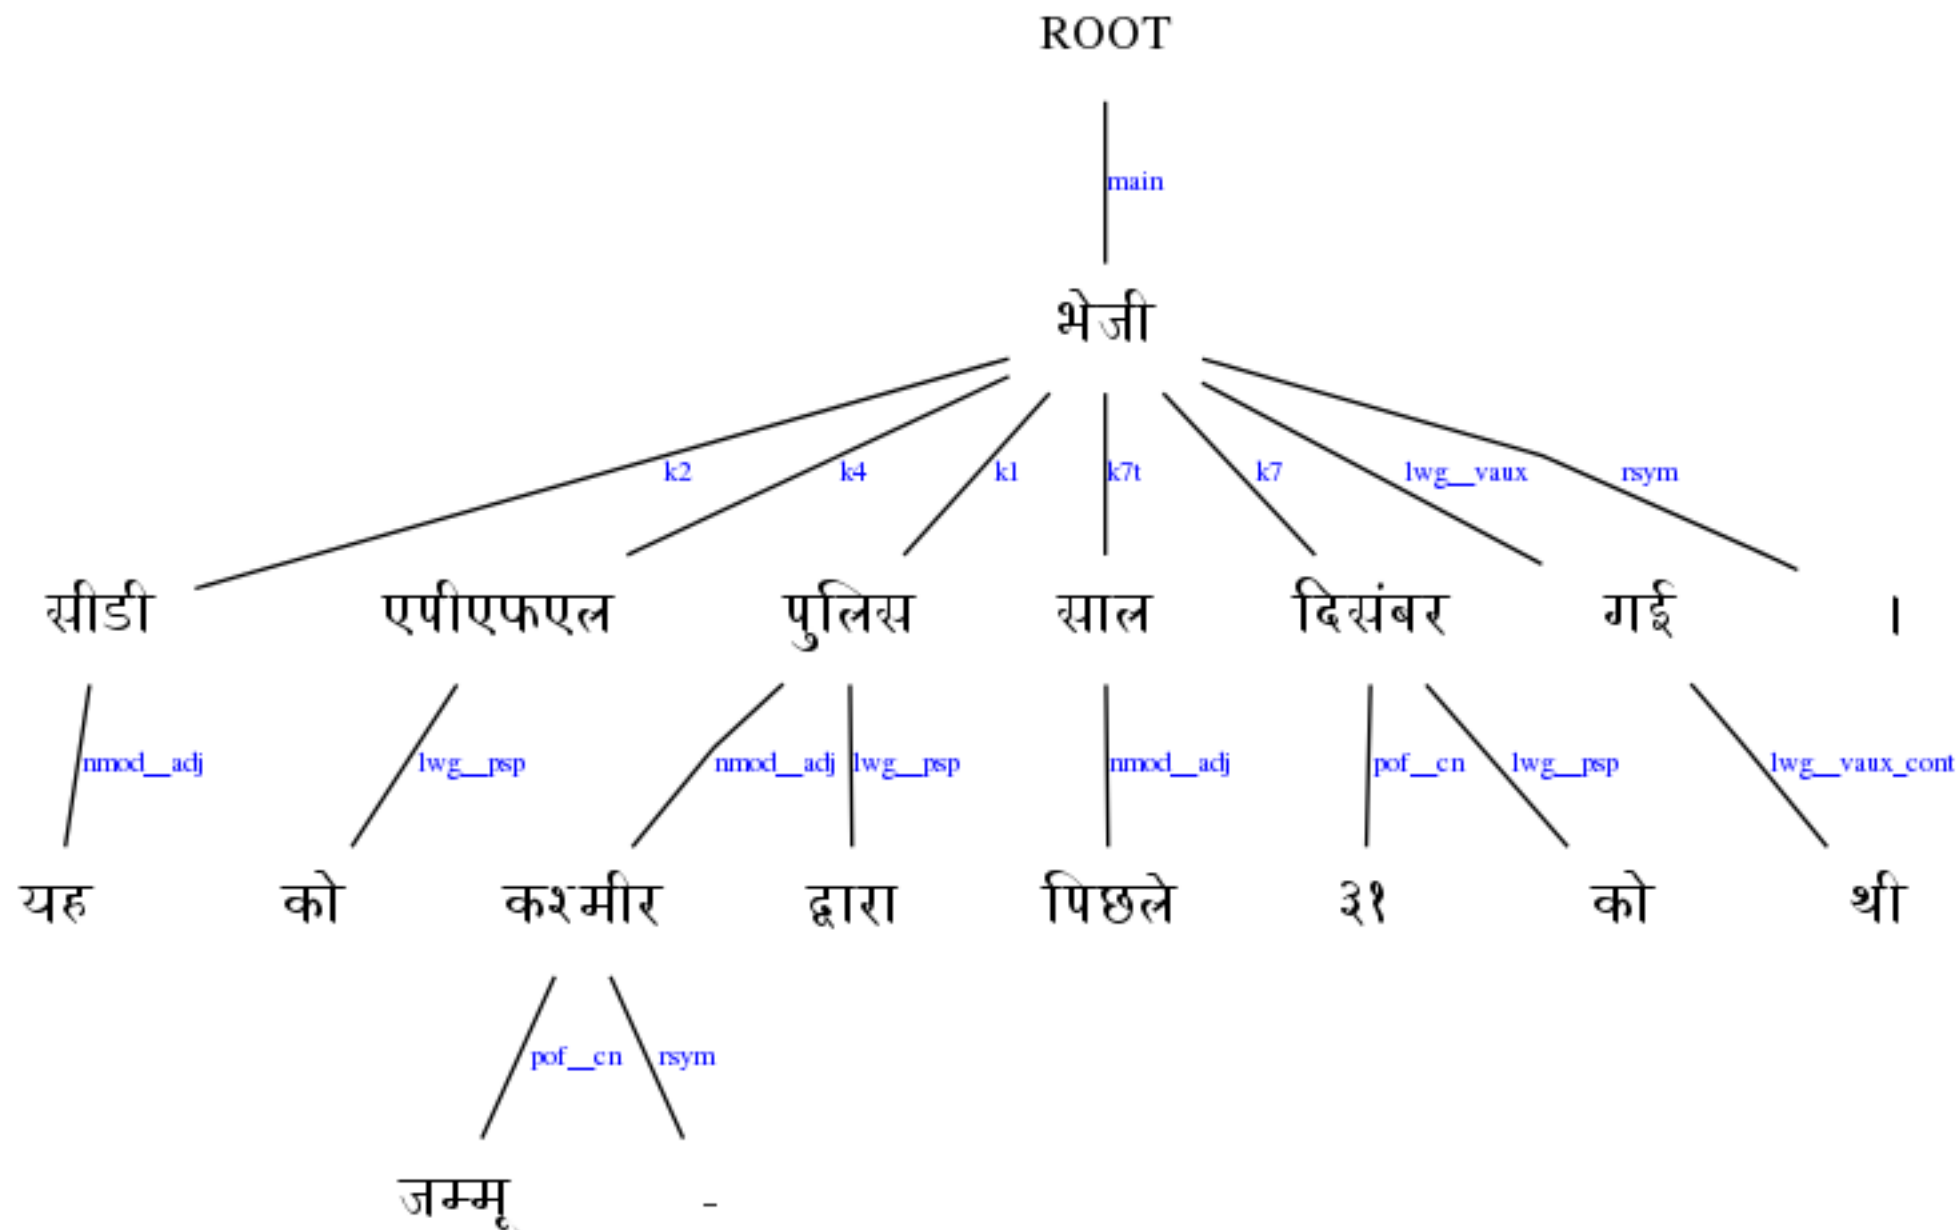 ROOT
main
भेजी
k2 k4 k1 k7t k7 lwg__vaux rsym
सीडी एपीएफएल पुलिस साल दिसंबर गई ।
nmod__adj lwg__psp nmod__adj lwg__psp nmod__adj pof__cn lwg__psp lwg__vaux_cont
यह को कश्मीर द्वारा पिछले ३१ को थी
pof__cn rsym
जम्मू -